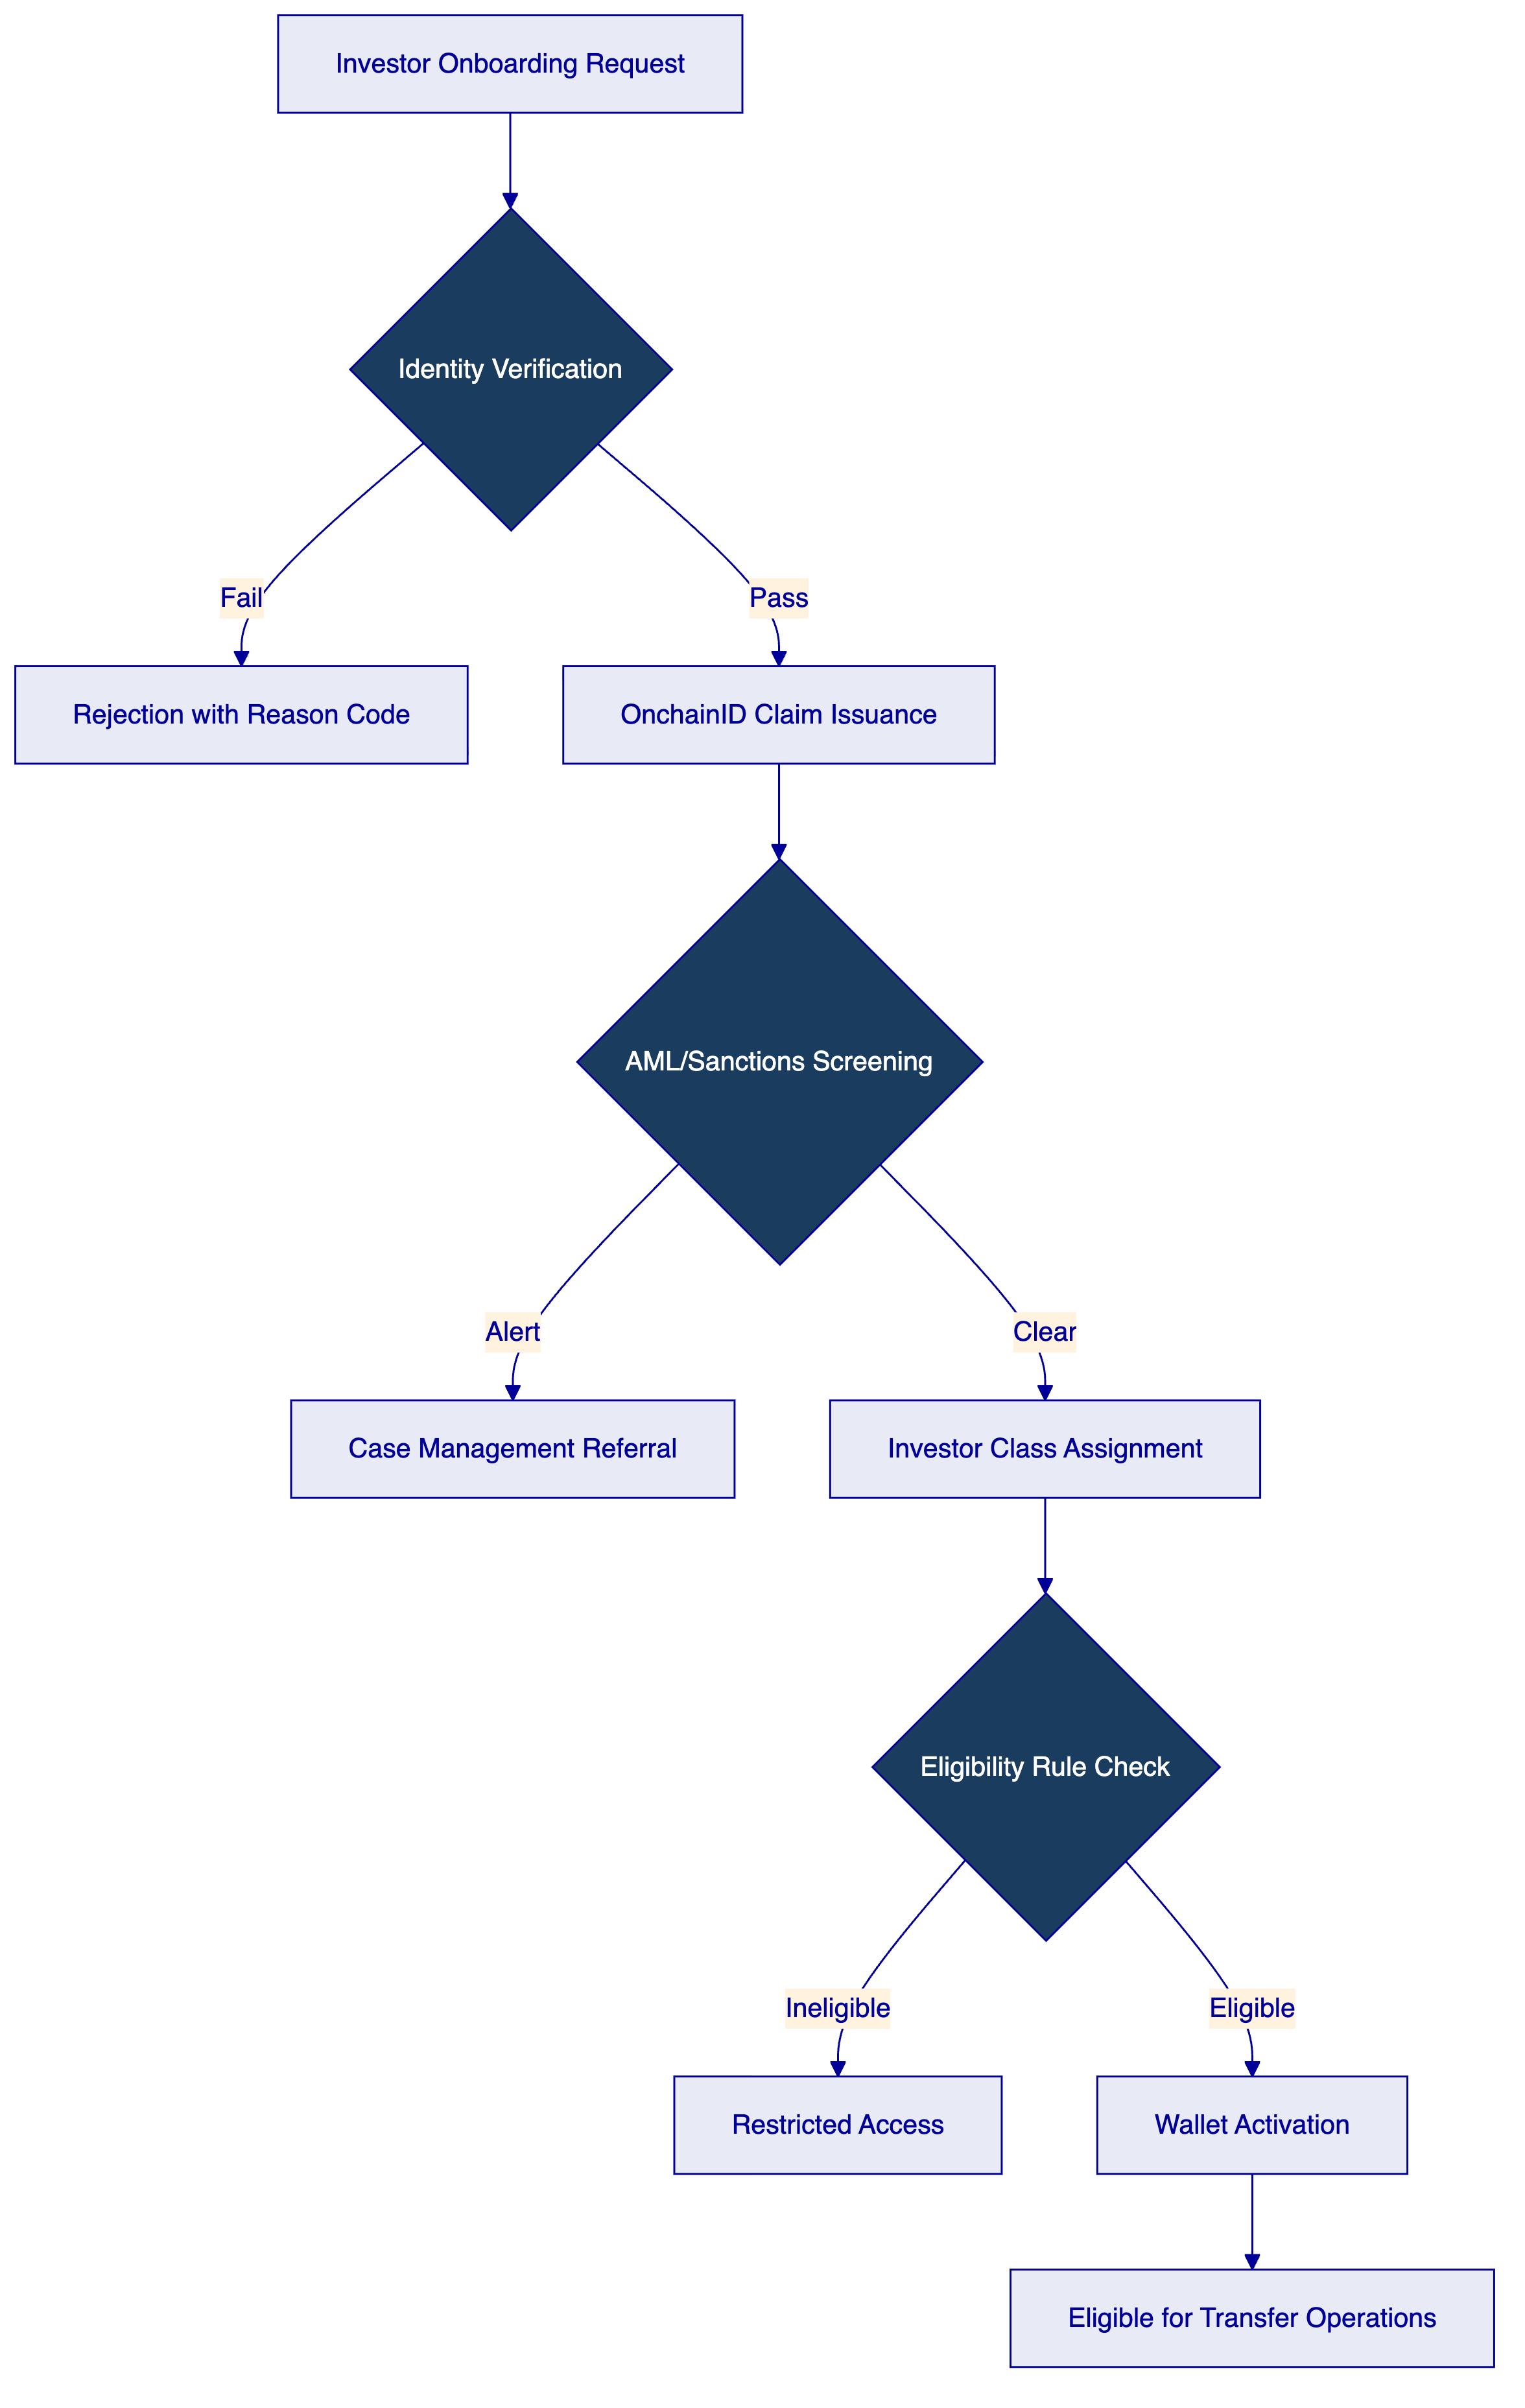 Investor Onboarding Request
Identity Verification
Fail
Pass
Rejection with Reason Code
OnchainID Claim Issuance
AML/Sanctions Screening
Alert
Clear
Case Management Referral
Investor Class Assignment
Eligibility Rule Check
Ineligible
Eligible
Restricted Access
Wallet Activation
Eligible for Transfer Operations